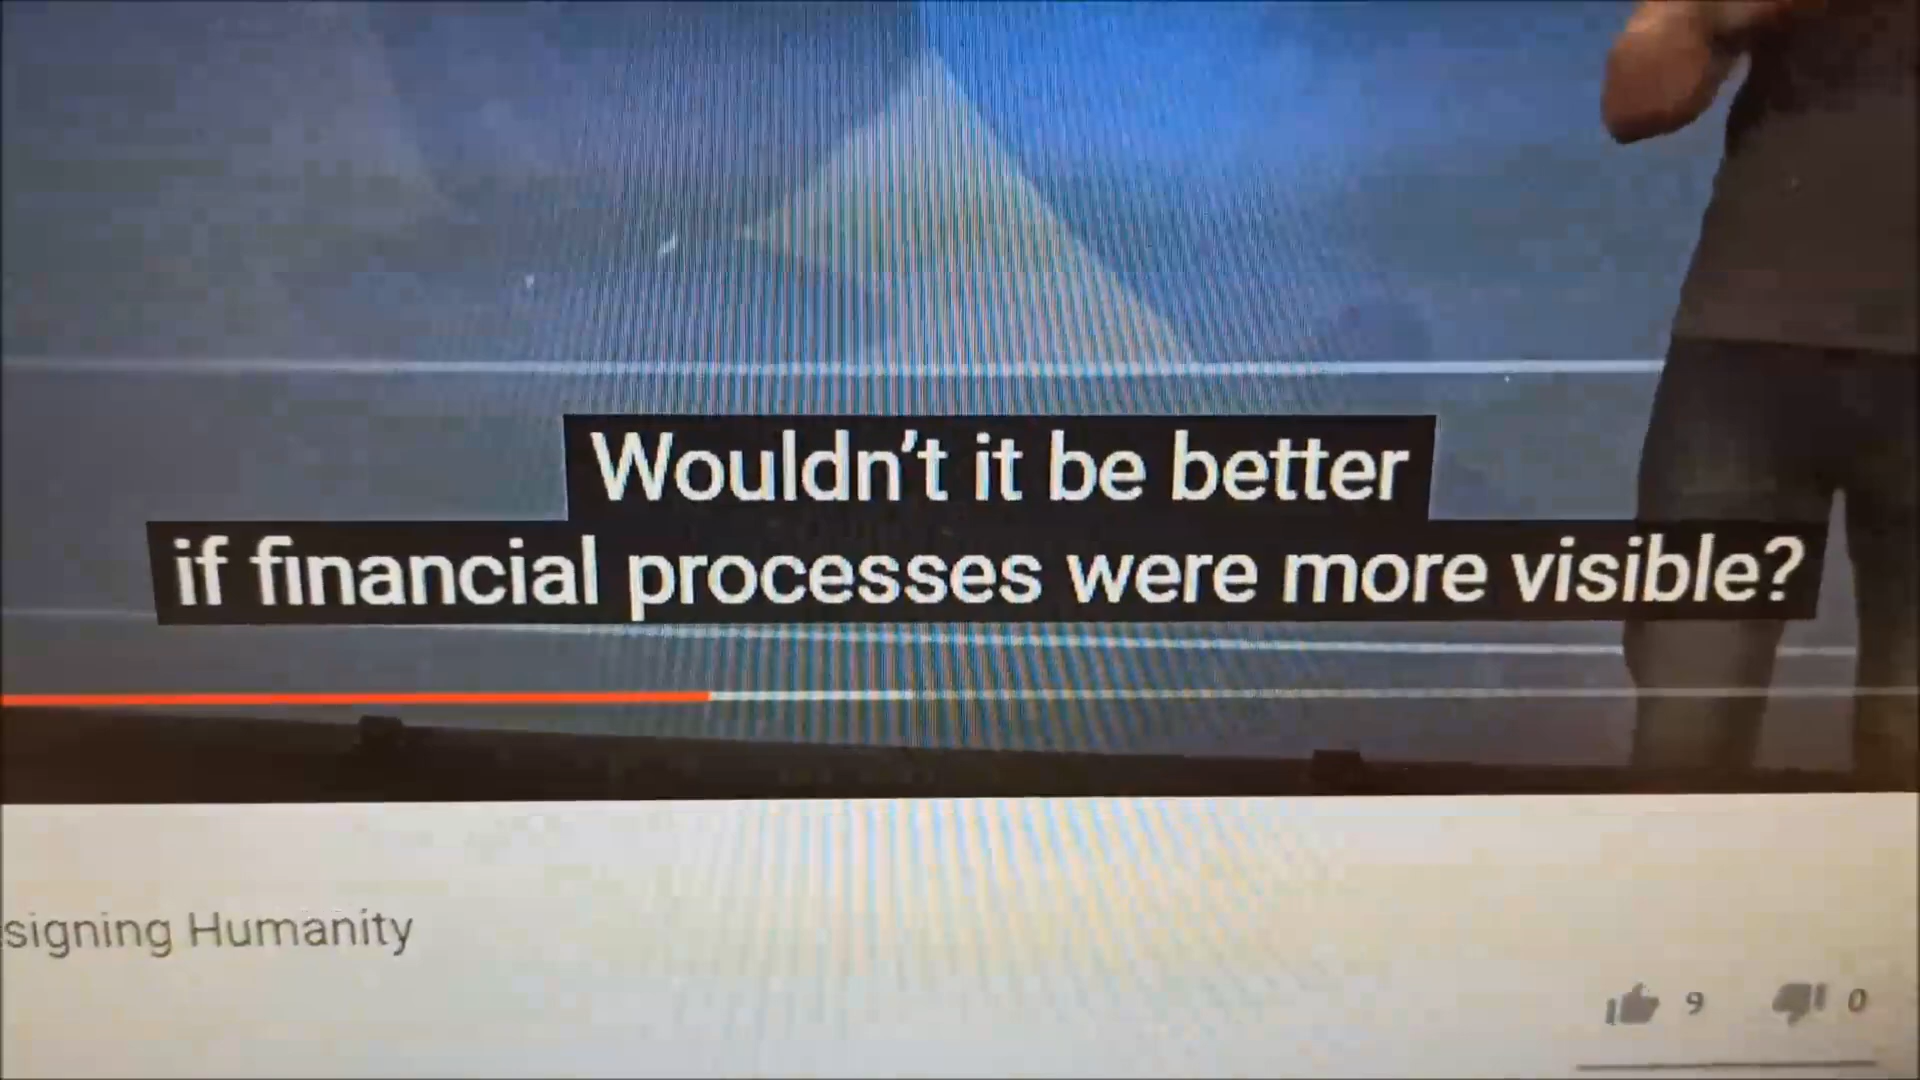 Wouldn't it be better
if financial processes were more visible?
signing Humanity
9 0